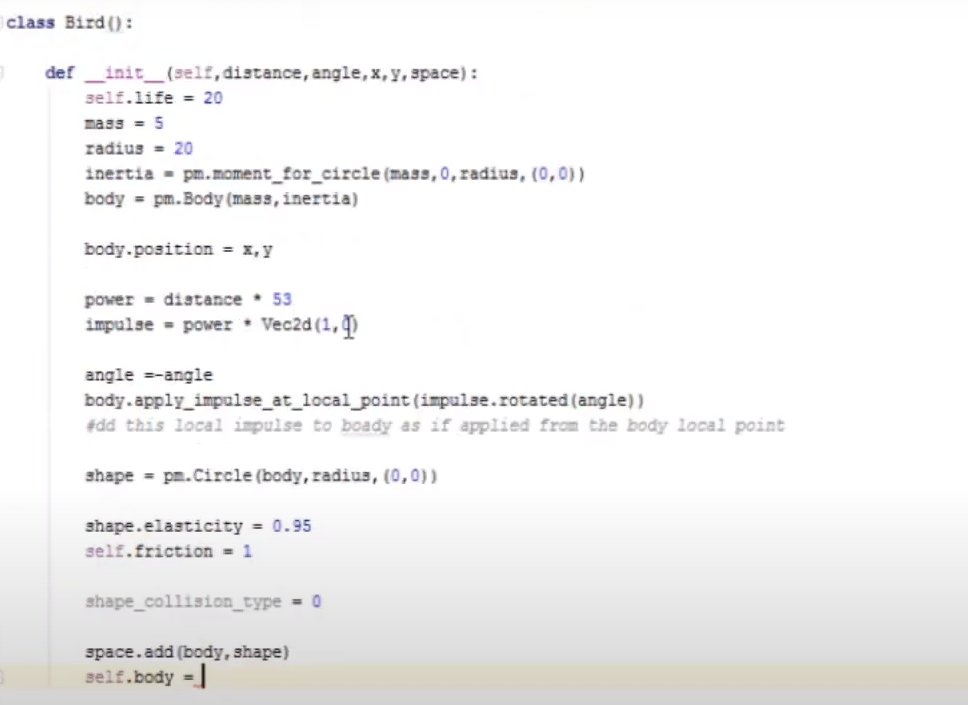 class Bird():
def __init__(self,distance,angle,x,y,space):
self.life = 20
mass = 5
radius = 20
inertia = pm.moment_for_circle(mass,0,radius,(0,0))
body = pm.Body(mass,inertia)
body.position = x,y
power = distance * 53
impulse = power * Vec2d(1,0)
angle =-angle
body.apply_impulse_at_local_point(impulse.rotated(angle))
#dd this local impulse to boady as if applied from the body local point
shape = pm.Circle(body,radius,(0,0))
shape.elasticity = 0.95
self.friction = 1
shape_collision_type = 0
space.add(body,shape)
self.body =